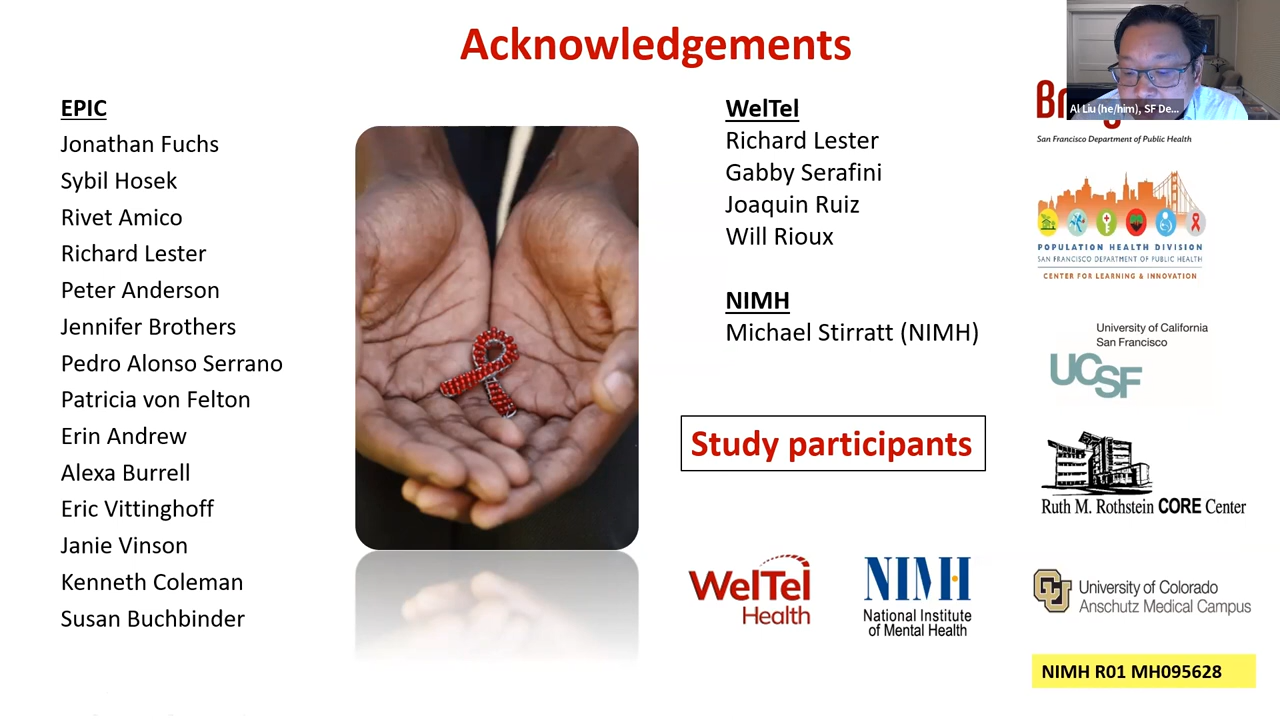 Acknowledgements
EPIC
Jonathan Fuchs
Sybil Hosek
Rivet Amico
Richard Lester
Peter Anderson
Jennifer Brothers
Pedro Alonso Serrano
Patricia von Felton
Erin Andrew
Alexa Burrell
Eric Vittinghoff
Janie Vinson
Kenneth Coleman
Susan Buchbinder
WelTel
Richard Lester
Gabby Serafini
Joaquin Ruiz
Will Rioux
NIMH
Michael Stirratt (NIMH)
Study participants
WelTel
Health
NIMH
National Institute
of Mental Health
Al Liu (he/him), SF De...
San Francisco Department of Public Health
POPULATION HEALTH DIVISION
SAN FRANCISCO DEPARTMENT OF PUBLIC HEALTH
CENTER FOR LEARNING & INNOVATION
University of California
San Francisco
UCSF
Ruth M. Rothstein CORE Center
CU
University of Colorado
Anschutz Medical Campus
NIMH R01 MH095628